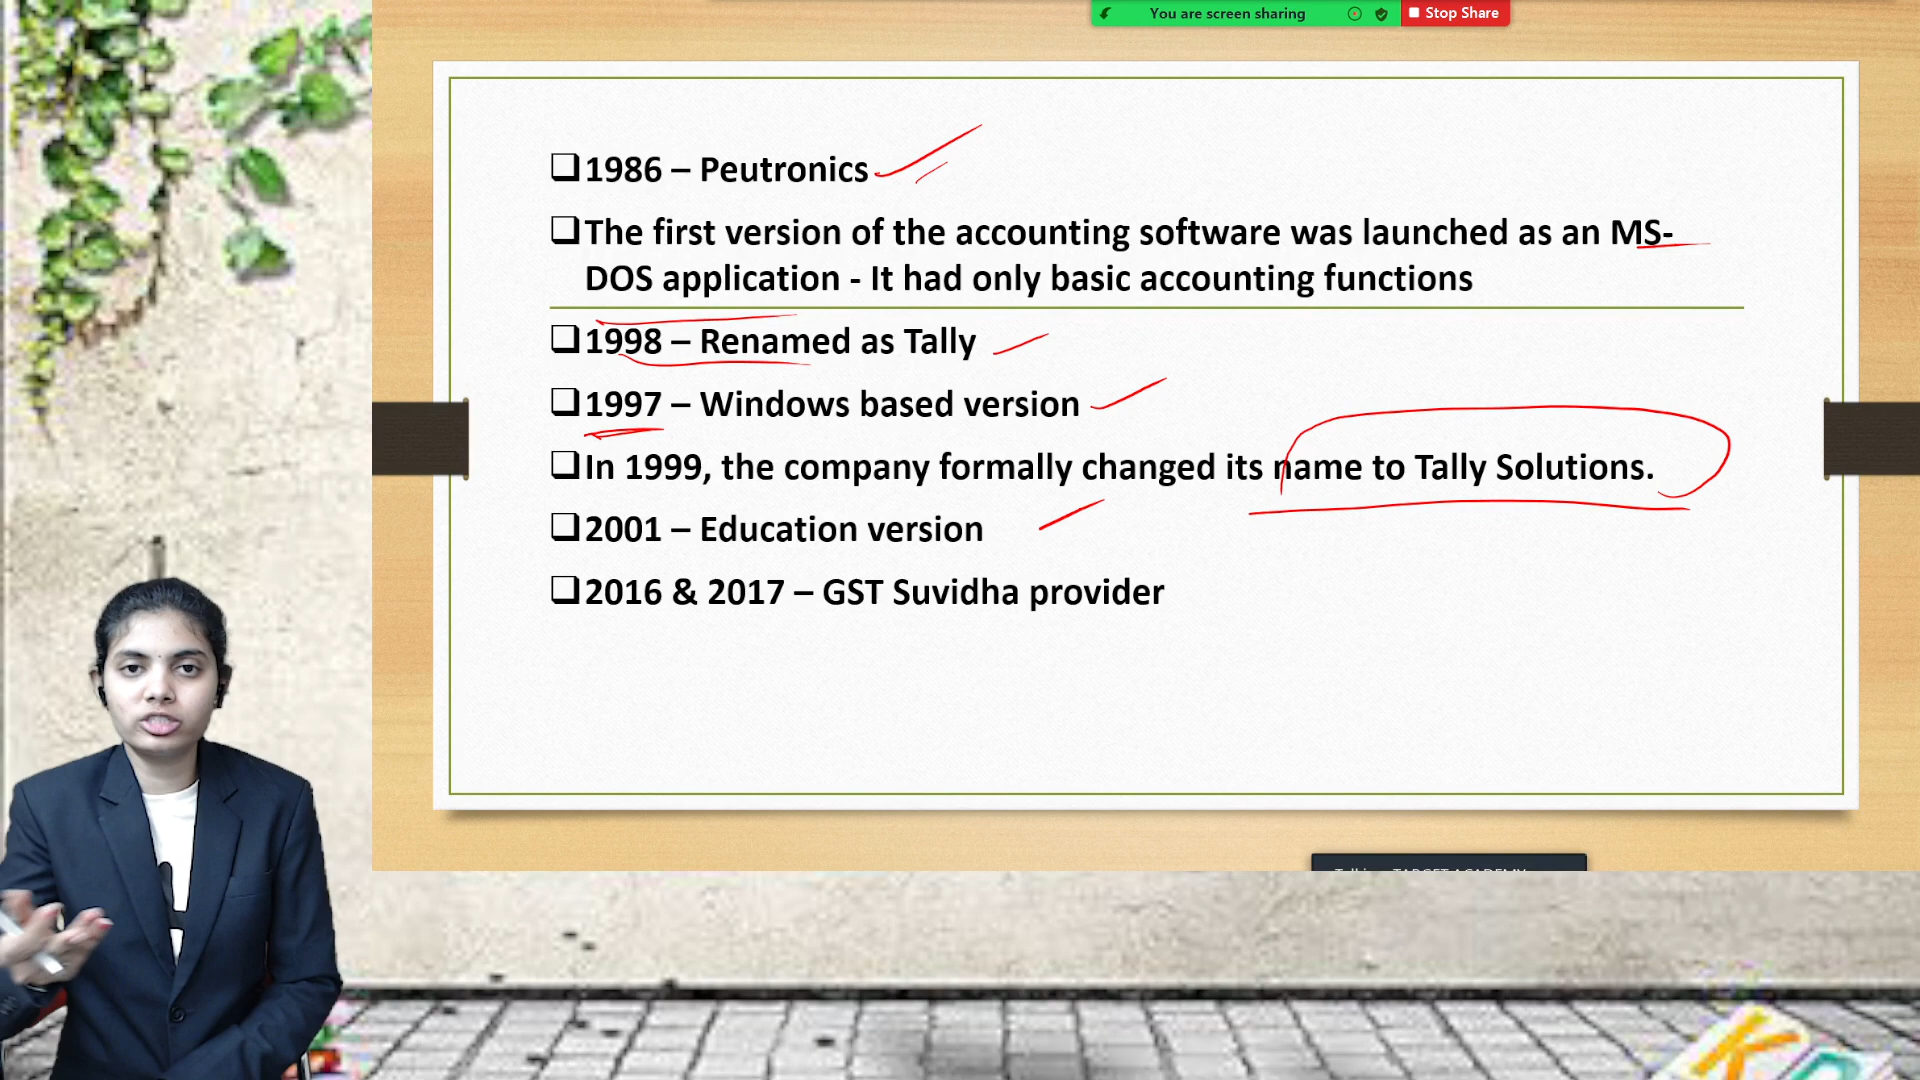 You are screen sharing
Stop Share
❑1986 – Peutronics
❑The first version of the accounting software was launched as an MS-
DOS application - It had only basic accounting functions
❑1998 – Renamed as Tally
❑1997 – Windows based version
❑In 1999, the company formally changed its name to Tally Solutions.
❑2001 – Education version
❑2016 & 2017 – GST Suvidha provider
TARGET ACADEMY